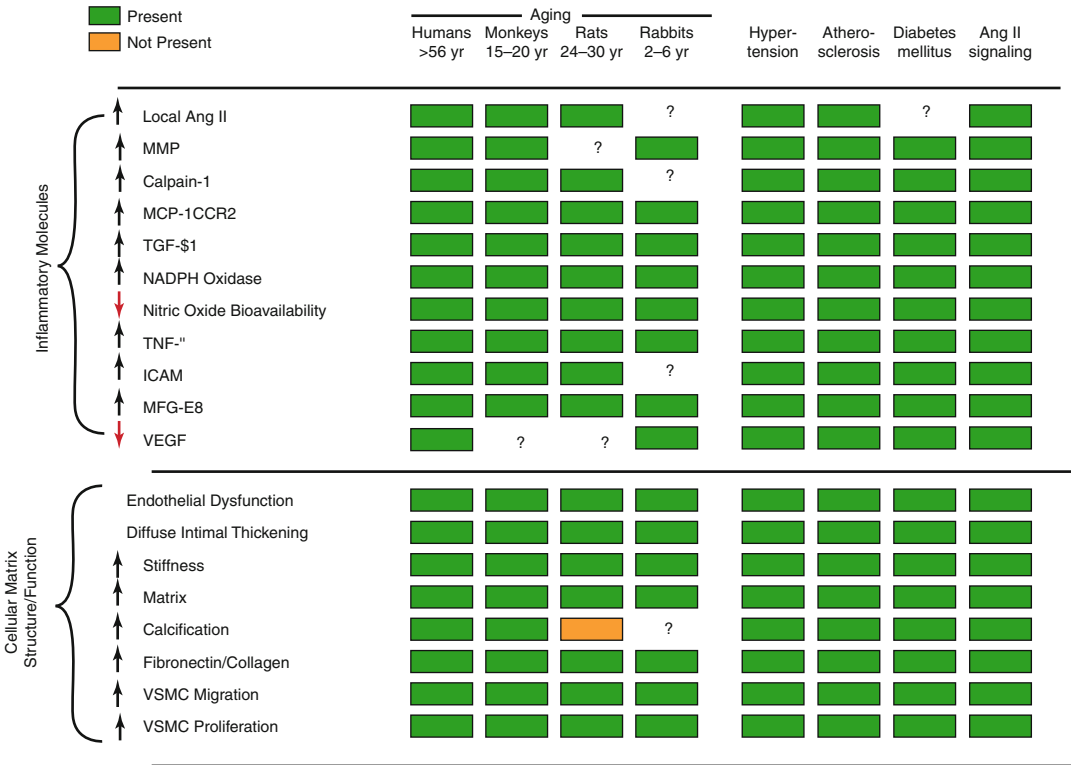 Present
Not Present
Aging
Humans Monkeys Rats Rabbits Hyper- Athero- Diabetes Ang II
>56 yr 15–20 yr 24–30 yr 2–6 yr tension sclerosis mellitus signaling
Local Ang II ? ?
MMP ?
Calpain-1 ?
MCP-1CCR2
TGF-$1
NADPH Oxidase
Nitric Oxide Bioavailability
TNF-"
ICAM ?
MFG-E8
VEGF ? ?
Inflammatory Molecules
Endothelial Dysfunction
Diffuse Intimal Thickening
Stiffness
Matrix
Calcification ?
Fibronectin/Collagen
VSMC Migration
VSMC Proliferation
Cellular Matrix
Structure/Function